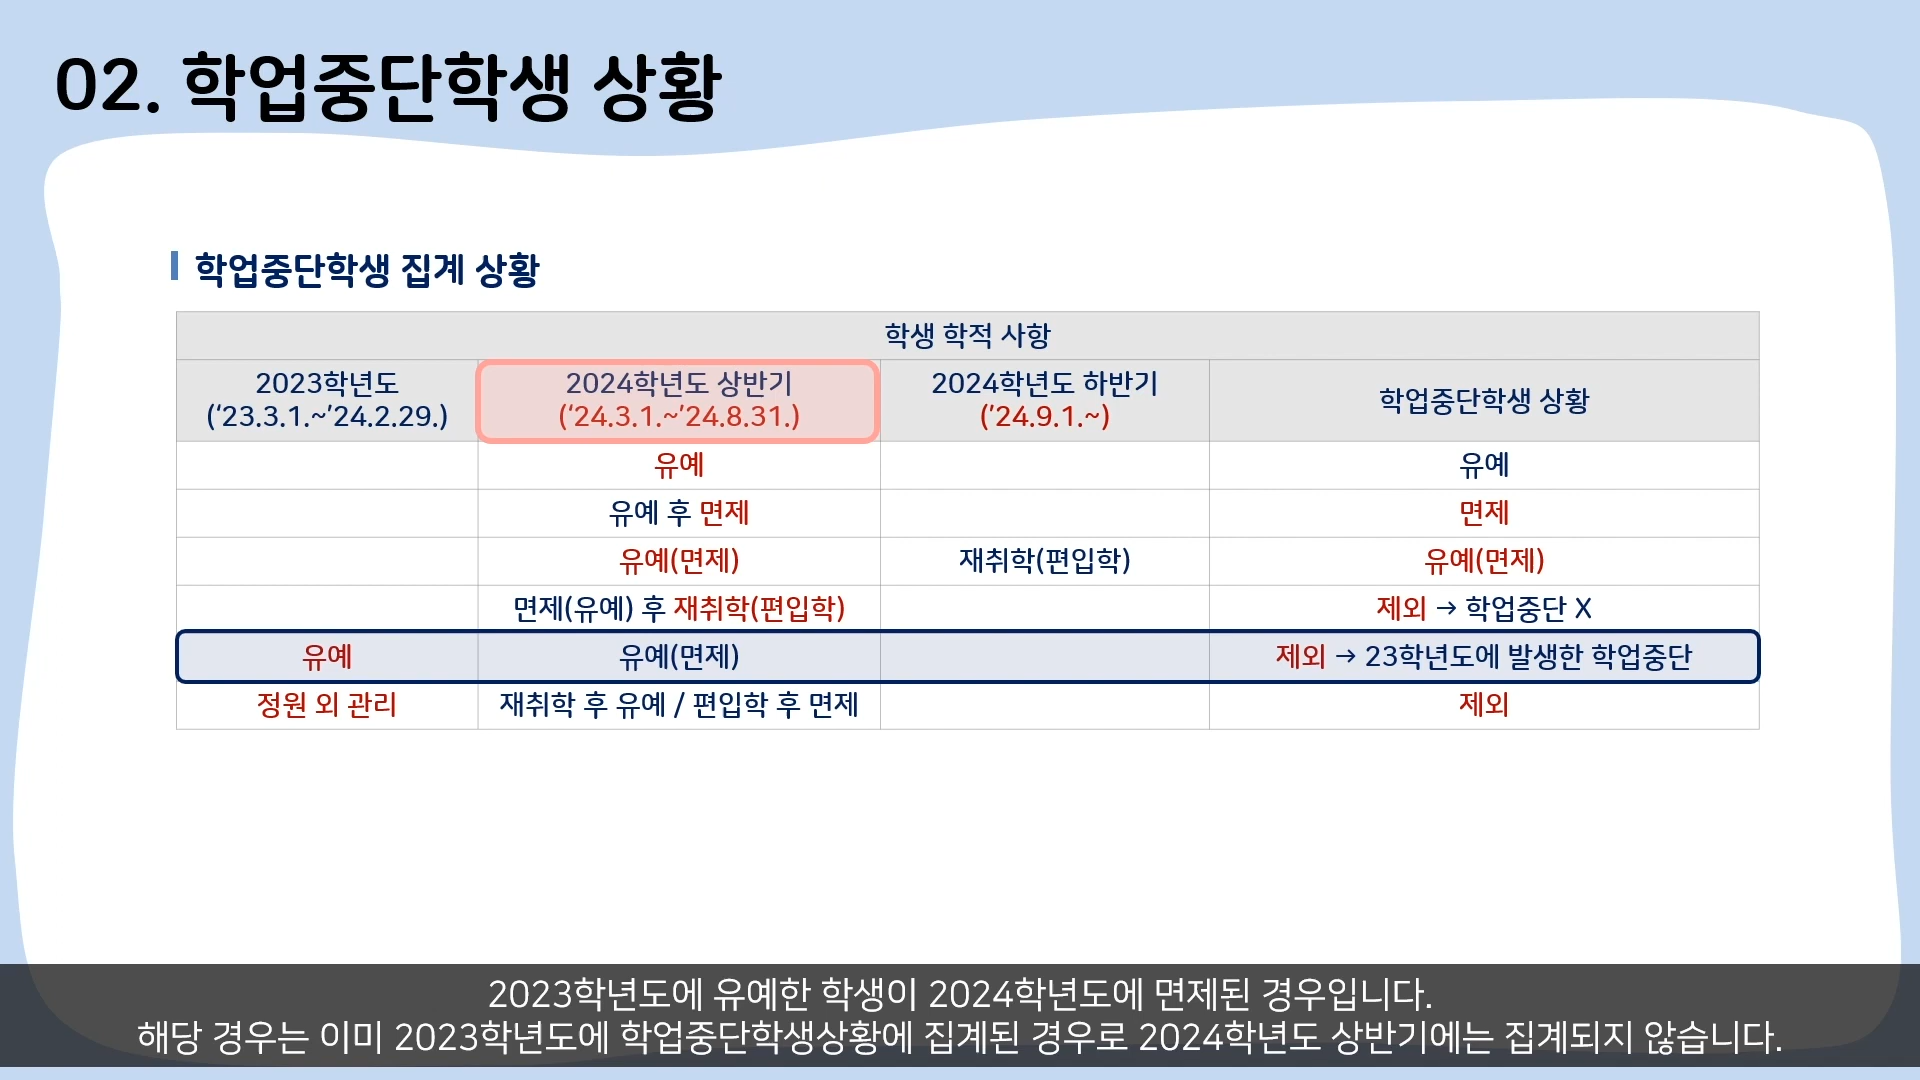 02. 학업중단학생 상황
학업중단학생 집계 상황
학생 학적 사항
2023학년도
(‘23.3.1.~’24.2.29.)
2024학년도 상반기
(‘24.3.1.~’24.8.31.)
2024학년도 하반기
(’24.9.1.~)
학업중단학생 상황
유예
유예
유예 후 면제
면제
유예(면제)
재취학(편입학)
유예(면제)
면제(유예) 후 재취학(편입학)
제외 → 학업중단 X
유예
유예(면제)
제외 → 23학년도에 발생한 학업중단
정원 외 관리
재취학 후 유예 / 편입학 후 면제
제외
2023학년도에 유예한 학생이 2024학년도에 면제된 경우입니다.
해당 경우는 이미 2023학년도에 학업중단학생상황에 집계된 경우로 2024학년도 상반기에는 집계되지 않습니다.